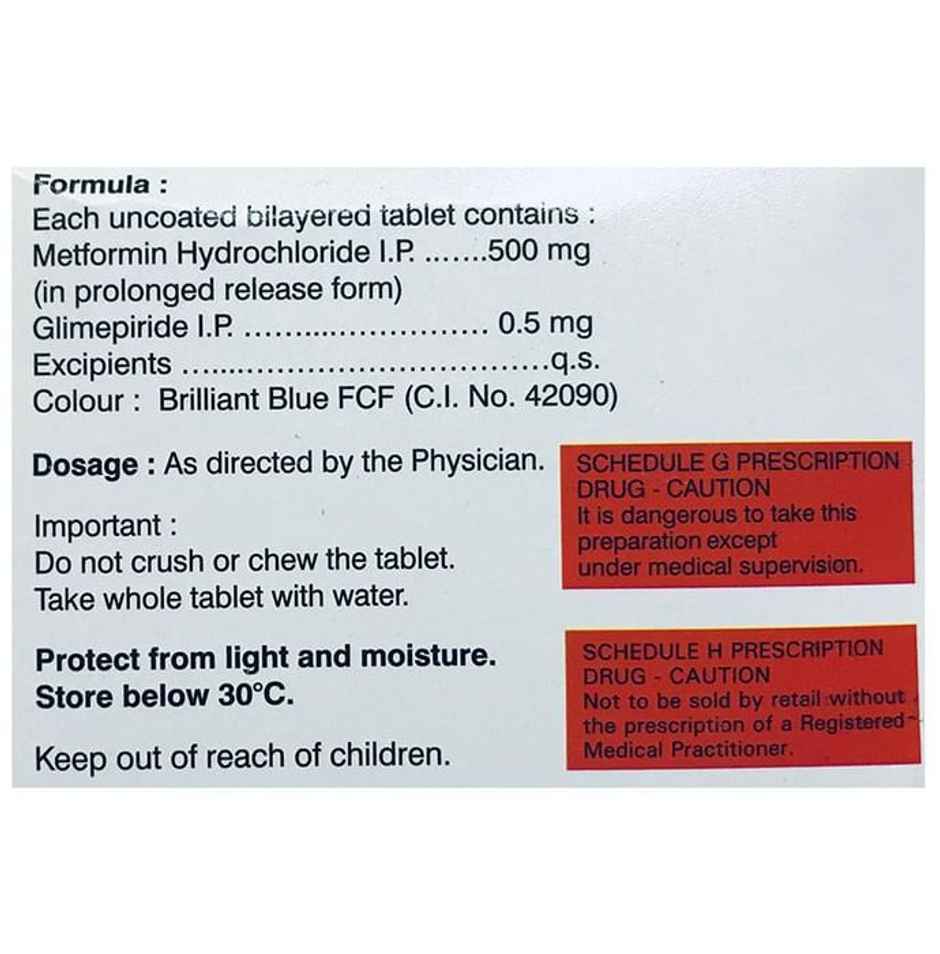 Formula :
Each uncoated bilayered tablet contains :
Metformin Hydrochloride I.P. .......500 mg
(in prolonged release form)
Glimepiride I.P. ................................ 0.5 mg
Excipients ..........................................q.s.
Colour : Brilliant Blue FCF (C.I. No. 42090)
Dosage : As directed by the Physician.
Important :
Do not crush or chew the tablet.
Take whole tablet with water.
Protect from light and moisture.
Store below 30°C.
Keep out of reach of children.
SCHEDULE G PRESCRIPTION
DRUG - CAUTION
It is dangerous to take this
preparation except
under medical supervision.
SCHEDULE H PRESCRIPTION
DRUG - CAUTION
Not to be sold by retail without
the prescription of a Registered
Medical Practitioner.